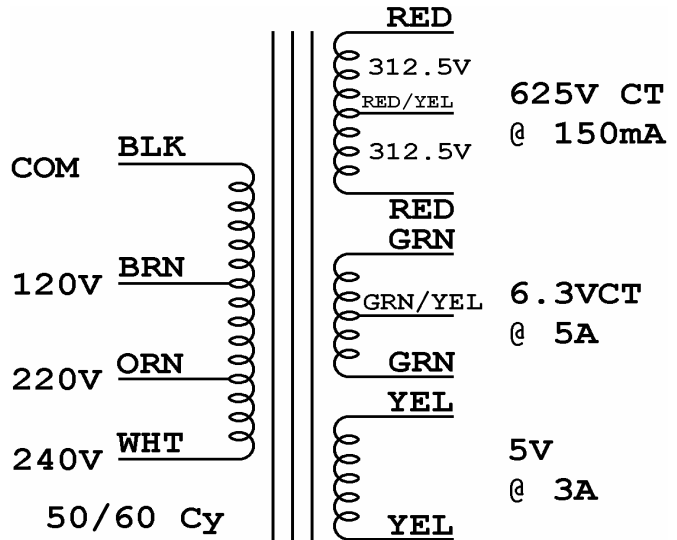 COM BLK
120V BRN
220V ORN
240V WHT
50/60 Cy
RED
312.5V
RED/YEL
312.5V
RED
625V CT
@ 150mA
GRN
GRN/YEL
GRN
6.3VCT
@ 5A
YEL
YEL
5V
@ 3A